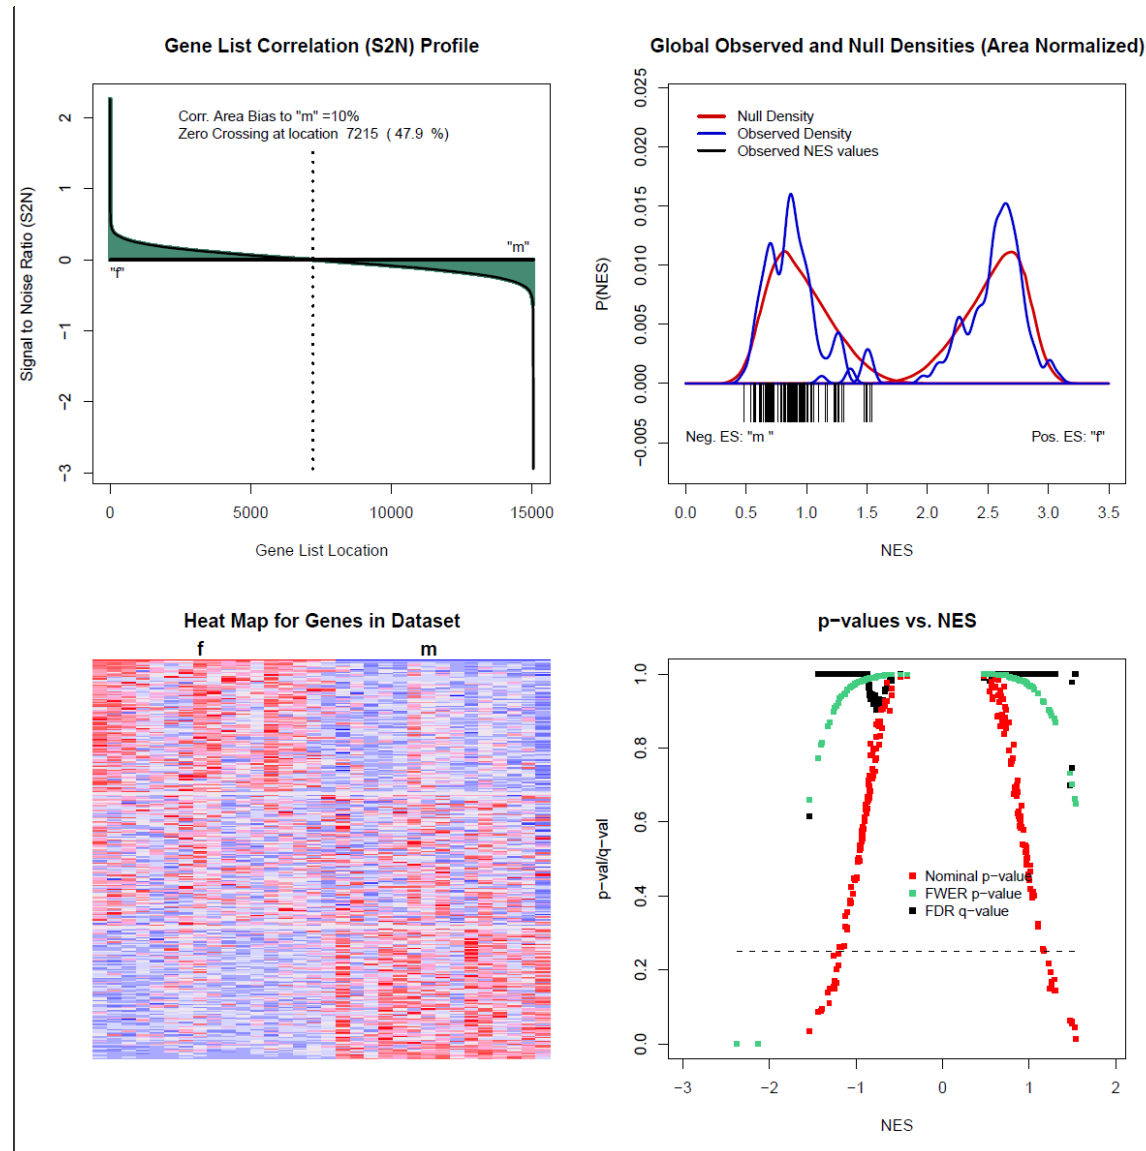 Gene List Correlation (S2N) Profile
Corr. Area Bias to "m" =10%
Zero Crossing at location 7215 ( 47.9 %)
"m"
"f"
Signal to Noise Ratio (S2N)
2
1
0
−1
−2
−3
0 5000 10000 15000
Gene List Location
Global Observed and Null Densities (Area Normalized)
Null Density
Observed Density
Observed NES values
P(NES)
0.025
0.020
0.015
0.010
0.005
0.000
−0.005
Neg. ES: "m " Pos. ES: "f"
0.0 0.5 1.0 1.5 2.0 2.5 3.0 3.5
NES
Heat Map for Genes in Dataset
f m
p−values vs. NES
p−val/q−val
1.0
0.8
0.6
0.4
0.2
0.0
Nominal p−value
FWER p−value
FDR q−value
−3 −2 −1 0 1 2
NES